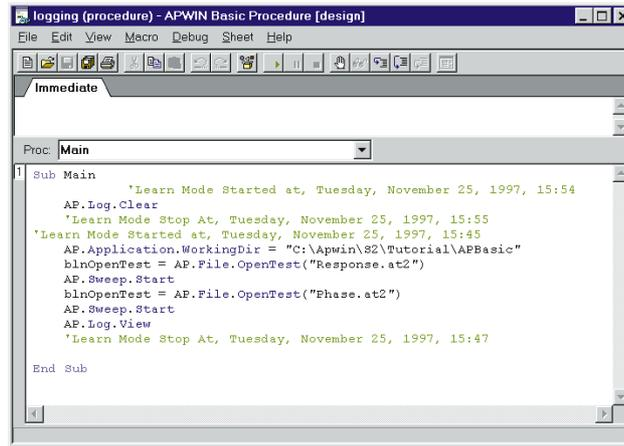 logging (procedure) - APWIN Basic Procedure [design]
File Edit View Macro Debug Sheet Help
Immediate
Proc: Main
1
Sub Main
'Learn Mode Started at, Tuesday, November 25, 1997, 15:54
AP.Log.Clear
'Learn Mode Stop At, Tuesday, November 25, 1997, 15:55
'Learn Mode Started at, Tuesday, November 25, 1997, 15:45
AP.Application.WorkingDir = "C:\Apwin\S2\Tutorial\APBasic"
blnOpenTest = AP.File.OpenTest("Response.at2")
AP.Sweep.Start
blnOpenTest = AP.File.OpenTest("Phase.at2")
AP.Sweep.Start
AP.Log.View
'Learn Mode Stop At, Tuesday, November 25, 1997, 15:47
End Sub